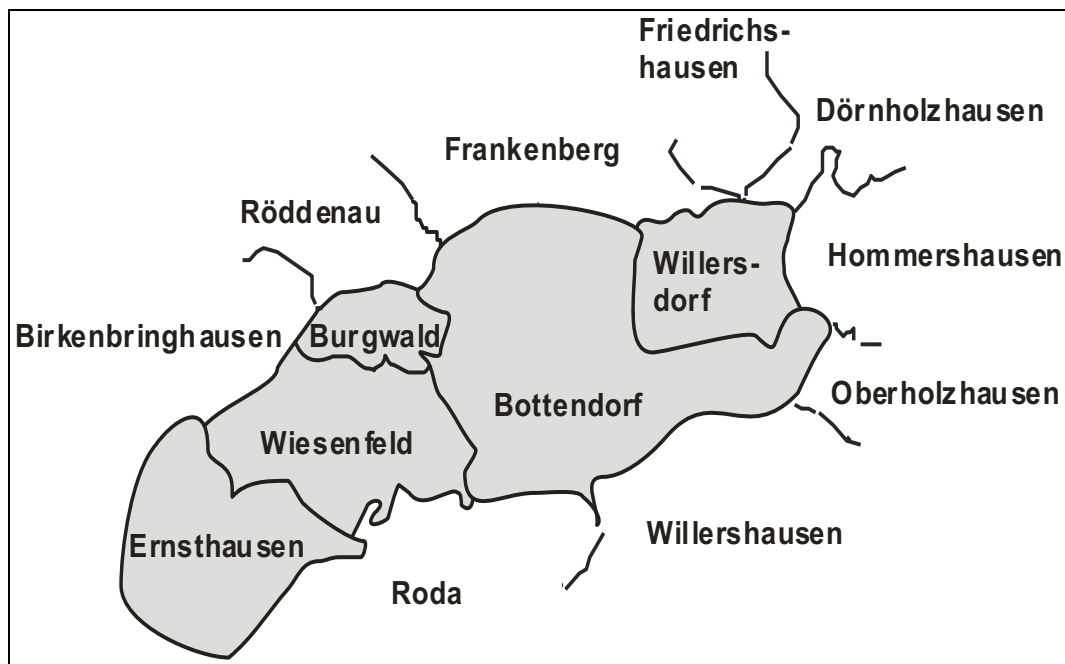 Friedrichs-
hausen
Dörnholzhausen
Frankenberg
Röddenau
Hommershausen
Willers-
dorf
Birkenbringhausen
Burgwald
Oberholzhausen
Bottendorf
Wiesenfeld
Willershausen
Ernsthausen
Roda